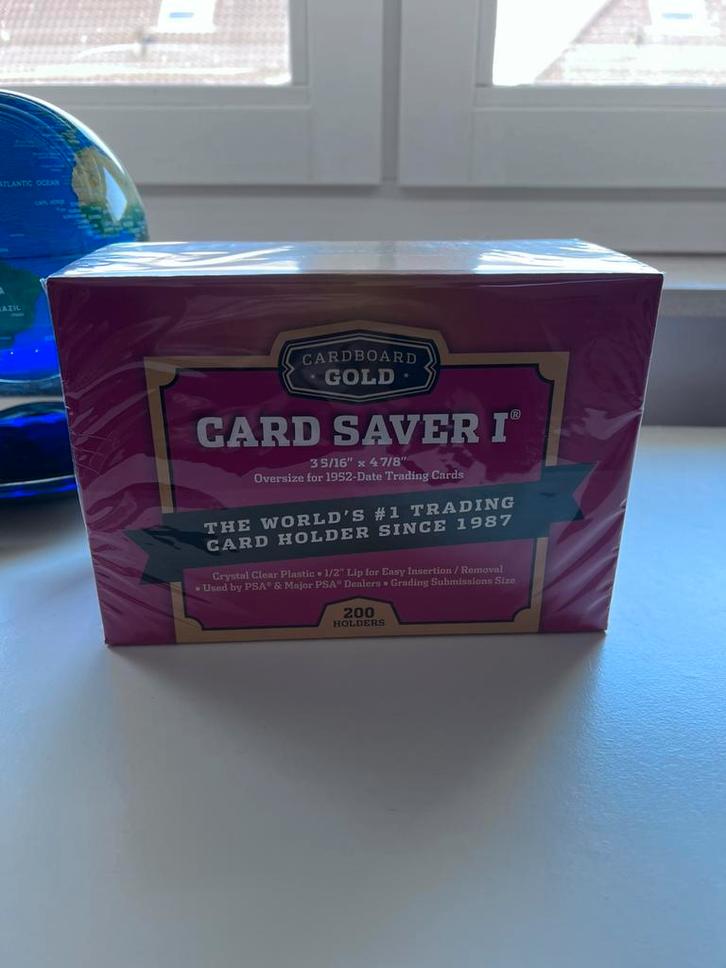 ATLANTIC OCEAN
CARDBOARD
GOLD
CARD SAVER I®
3 5/16" x 4 7/8"
Oversize for 1952-Date Trading Cards
THE WORLD'S #1 TRADING
CARD HOLDER SINCE 1987
Crystal Clear Plastic • 1/2" Lip for Easy Insertion / Removal
• Used by PSA® & Major PSA® Dealers • Grading Submissions Size
200
HOLDERS